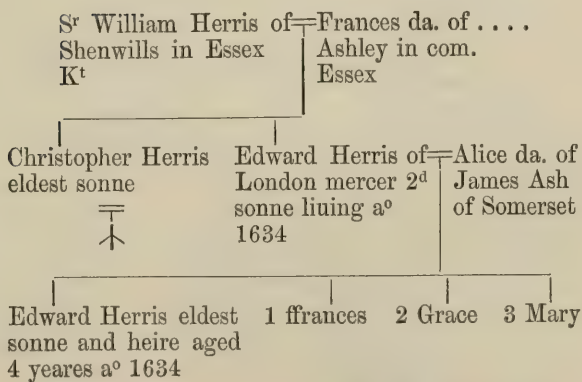 Sʳ William Herris of
Shenwills in Essex
Kᵗ
Frances da. of . . . .
Ashley in com.
Essex
Christopher Herris
eldest sonne
Edward Herris of
London mercer 2ᵈ
sonne liuing aᵒ
1634
Alice da. of
James Ash
of Somerset
Edward Herris eldest
sonne and heire aged
4 yeares aᵒ 1634
1 ffrances
2 Grace
3 Mary